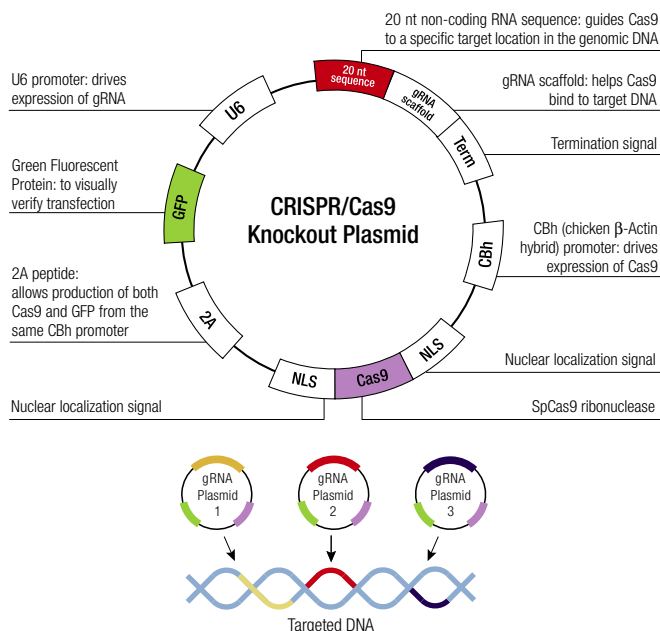 20 nt non-coding RNA sequence: guides Cas9
to a specific target location in the genomic DNA
U6 promoter: drives
expression of gRNA
20 nt
sequence
gRNA
scaffold
gRNA scaffold: helps Cas9
bind to target DNA
U6
Term
Termination signal
Green Fluorescent
Protein: to visually
verify transfection
GFP
CRISPR/Cas9
Knockout Plasmid
CBh
CBh (chicken β-Actin
hybrid) promoter: drives
expression of Cas9
2A peptide:
allows production of both
Cas9 and GFP from the
same CBh promoter
2A
NLS
Cas9
NLS
Nuclear localization signal
Nuclear localization signal
SpCas9 ribonuclease
gRNA
Plasmid
1
gRNA
Plasmid
2
gRNA
Plasmid
3
Targeted DNA